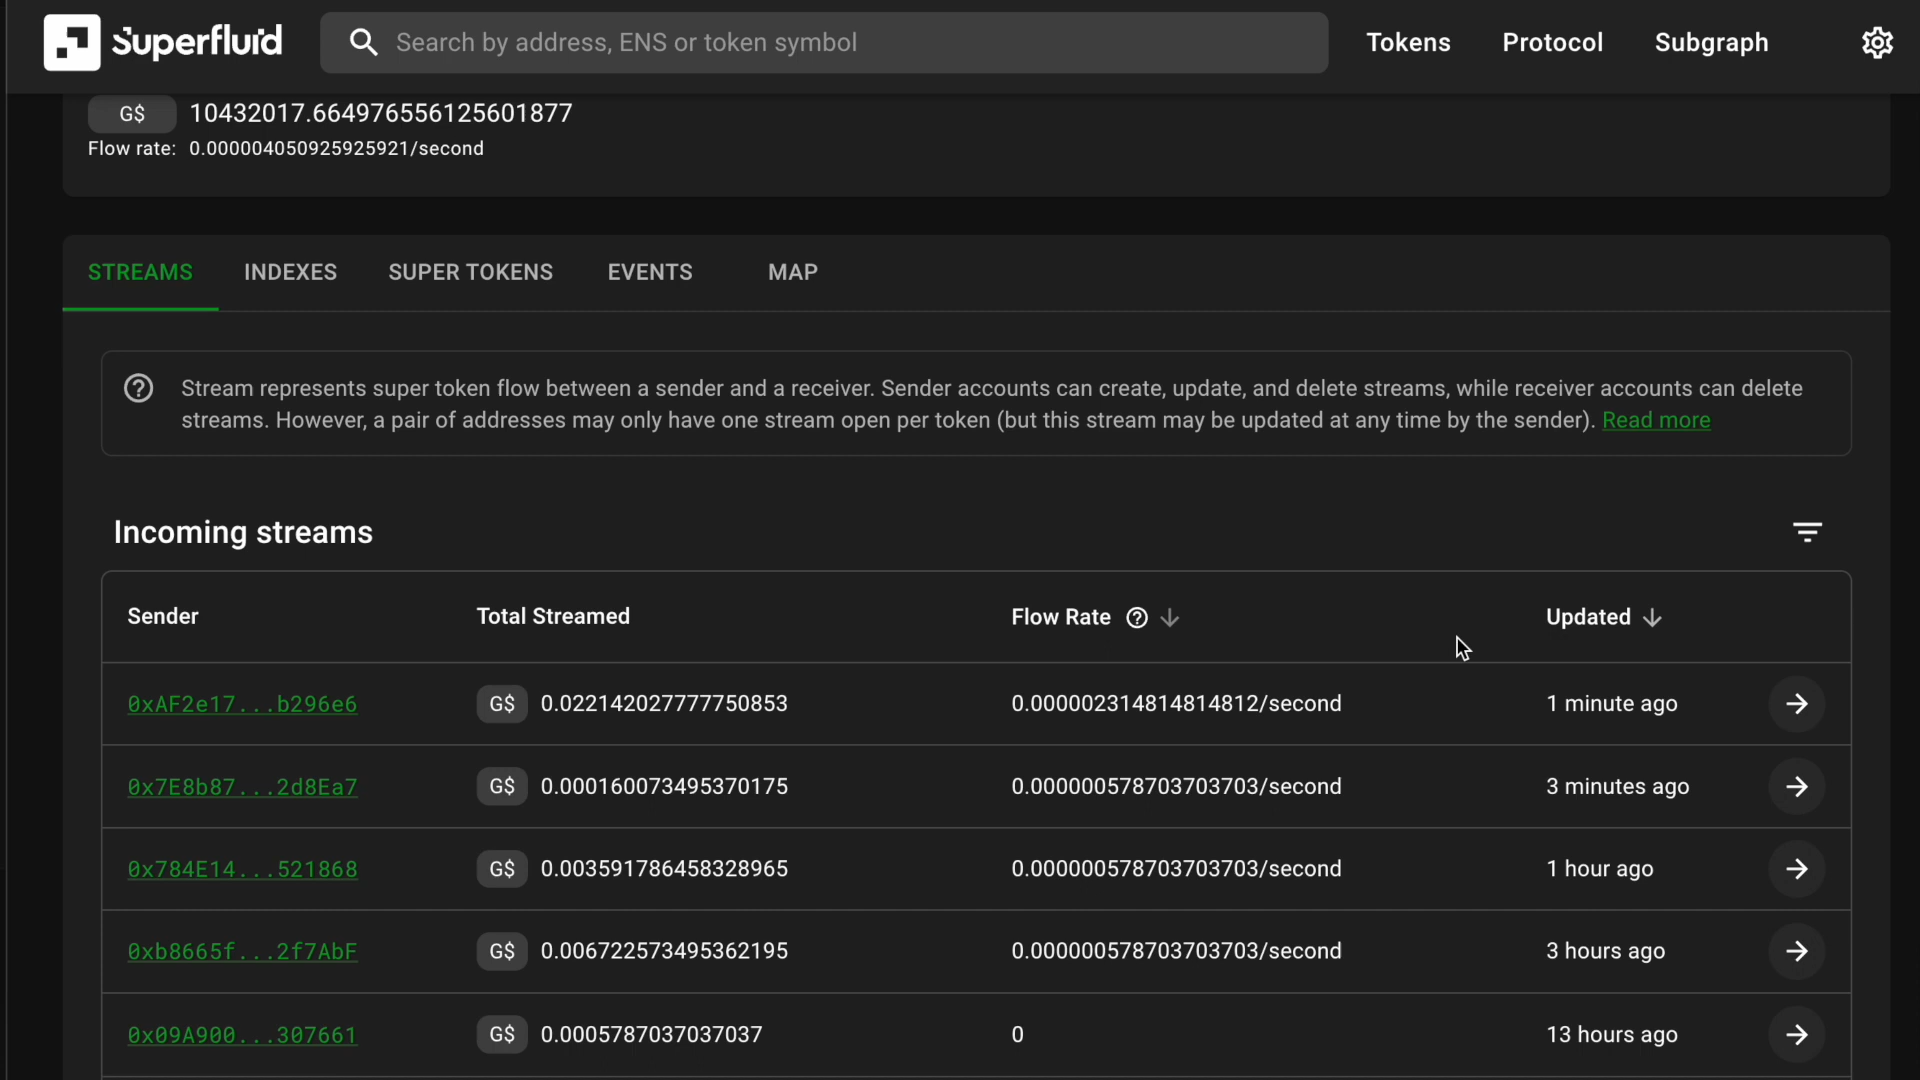 Superfluid
Search by address, ENS or token symbol
Tokens
Protocol
Subgraph
G$ 10432017.664976556125601877
Flow rate: 0.000004050925925921/second
STREAMS
INDEXES
SUPER TOKENS
EVENTS
MAP
Stream represents super token flow between a sender and a receiver. Sender accounts can create, update, and delete streams, while receiver accounts can delete
streams. However, a pair of addresses may only have one stream open per token (but this stream may be updated at any time by the sender). Read more
Incoming streams
Sender Total Streamed Flow Rate Updated
0xAF2e17...b296e6 G$ 0.022142027777750853 0.000002314814814812/second 1 minute ago
0x7E8b87...2d8Ea7 G$ 0.000160073495370175 0.000000578703703703/second 3 minutes ago
0x784E14...521868 G$ 0.003591786458328965 0.000000578703703703/second 1 hour ago
0xb8665f...2f7AbF G$ 0.006722573495362195 0.000000578703703703/second 3 hours ago
0x09A900...307661 G$ 0.0005787037037037 0 13 hours ago